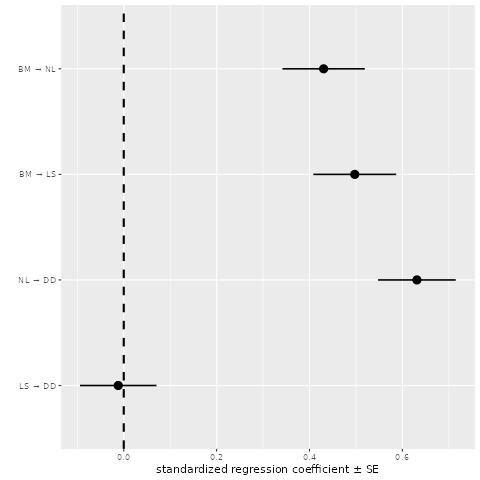 BM → NL
BM → LS
NL → DD
LS → DD
0.0 0.2 0.4 0.6
standardized regression coefficient ± SE